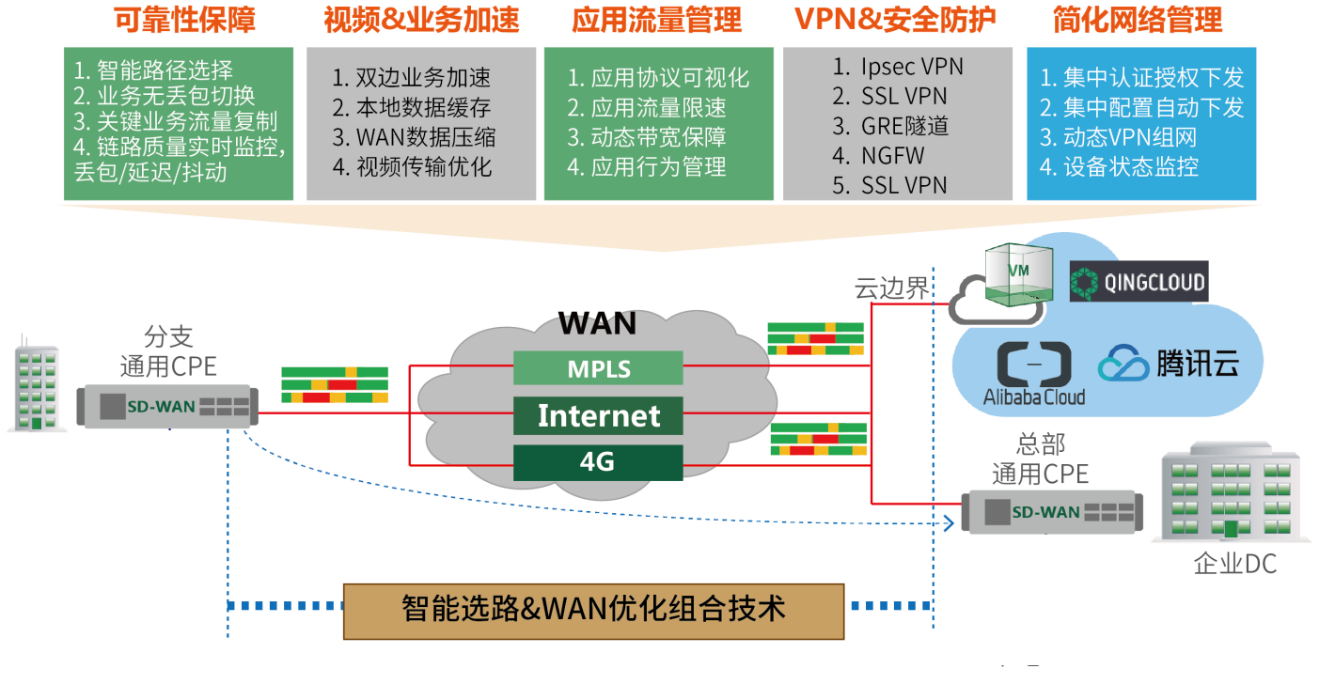 可靠性保障
1. 智能路径选择
2. 业务无丢包切换
3. 关键业务流量复制
4. 链路质量实时监控,
丢包/延迟/抖动
视频&业务加速
1. 双边业务加速
2. 本地数据缓存
3. WAN数据压缩
4. 视频传输优化
应用流量管理
1. 应用协议可视化
2. 应用流量限速
3. 动态带宽保障
4. 应用行为管理
VPN&安全防护
1. Ipsec VPN
2. SSL VPN
3. GRE隧道
4. NGFW
5. SSL VPN
简化网络管理
1. 集中认证授权下发
2. 集中配置自动下发
3. 动态VPN组网
4. 设备状态监控
分支
通用CPE
SD-WAN
WAN
MPLS
Internet
4G
云边界
VM
QINGCLOUD
Alibaba Cloud
腾讯云
总部
通用CPE
SD-WAN
企业DC
智能选路&WAN优化组合技术